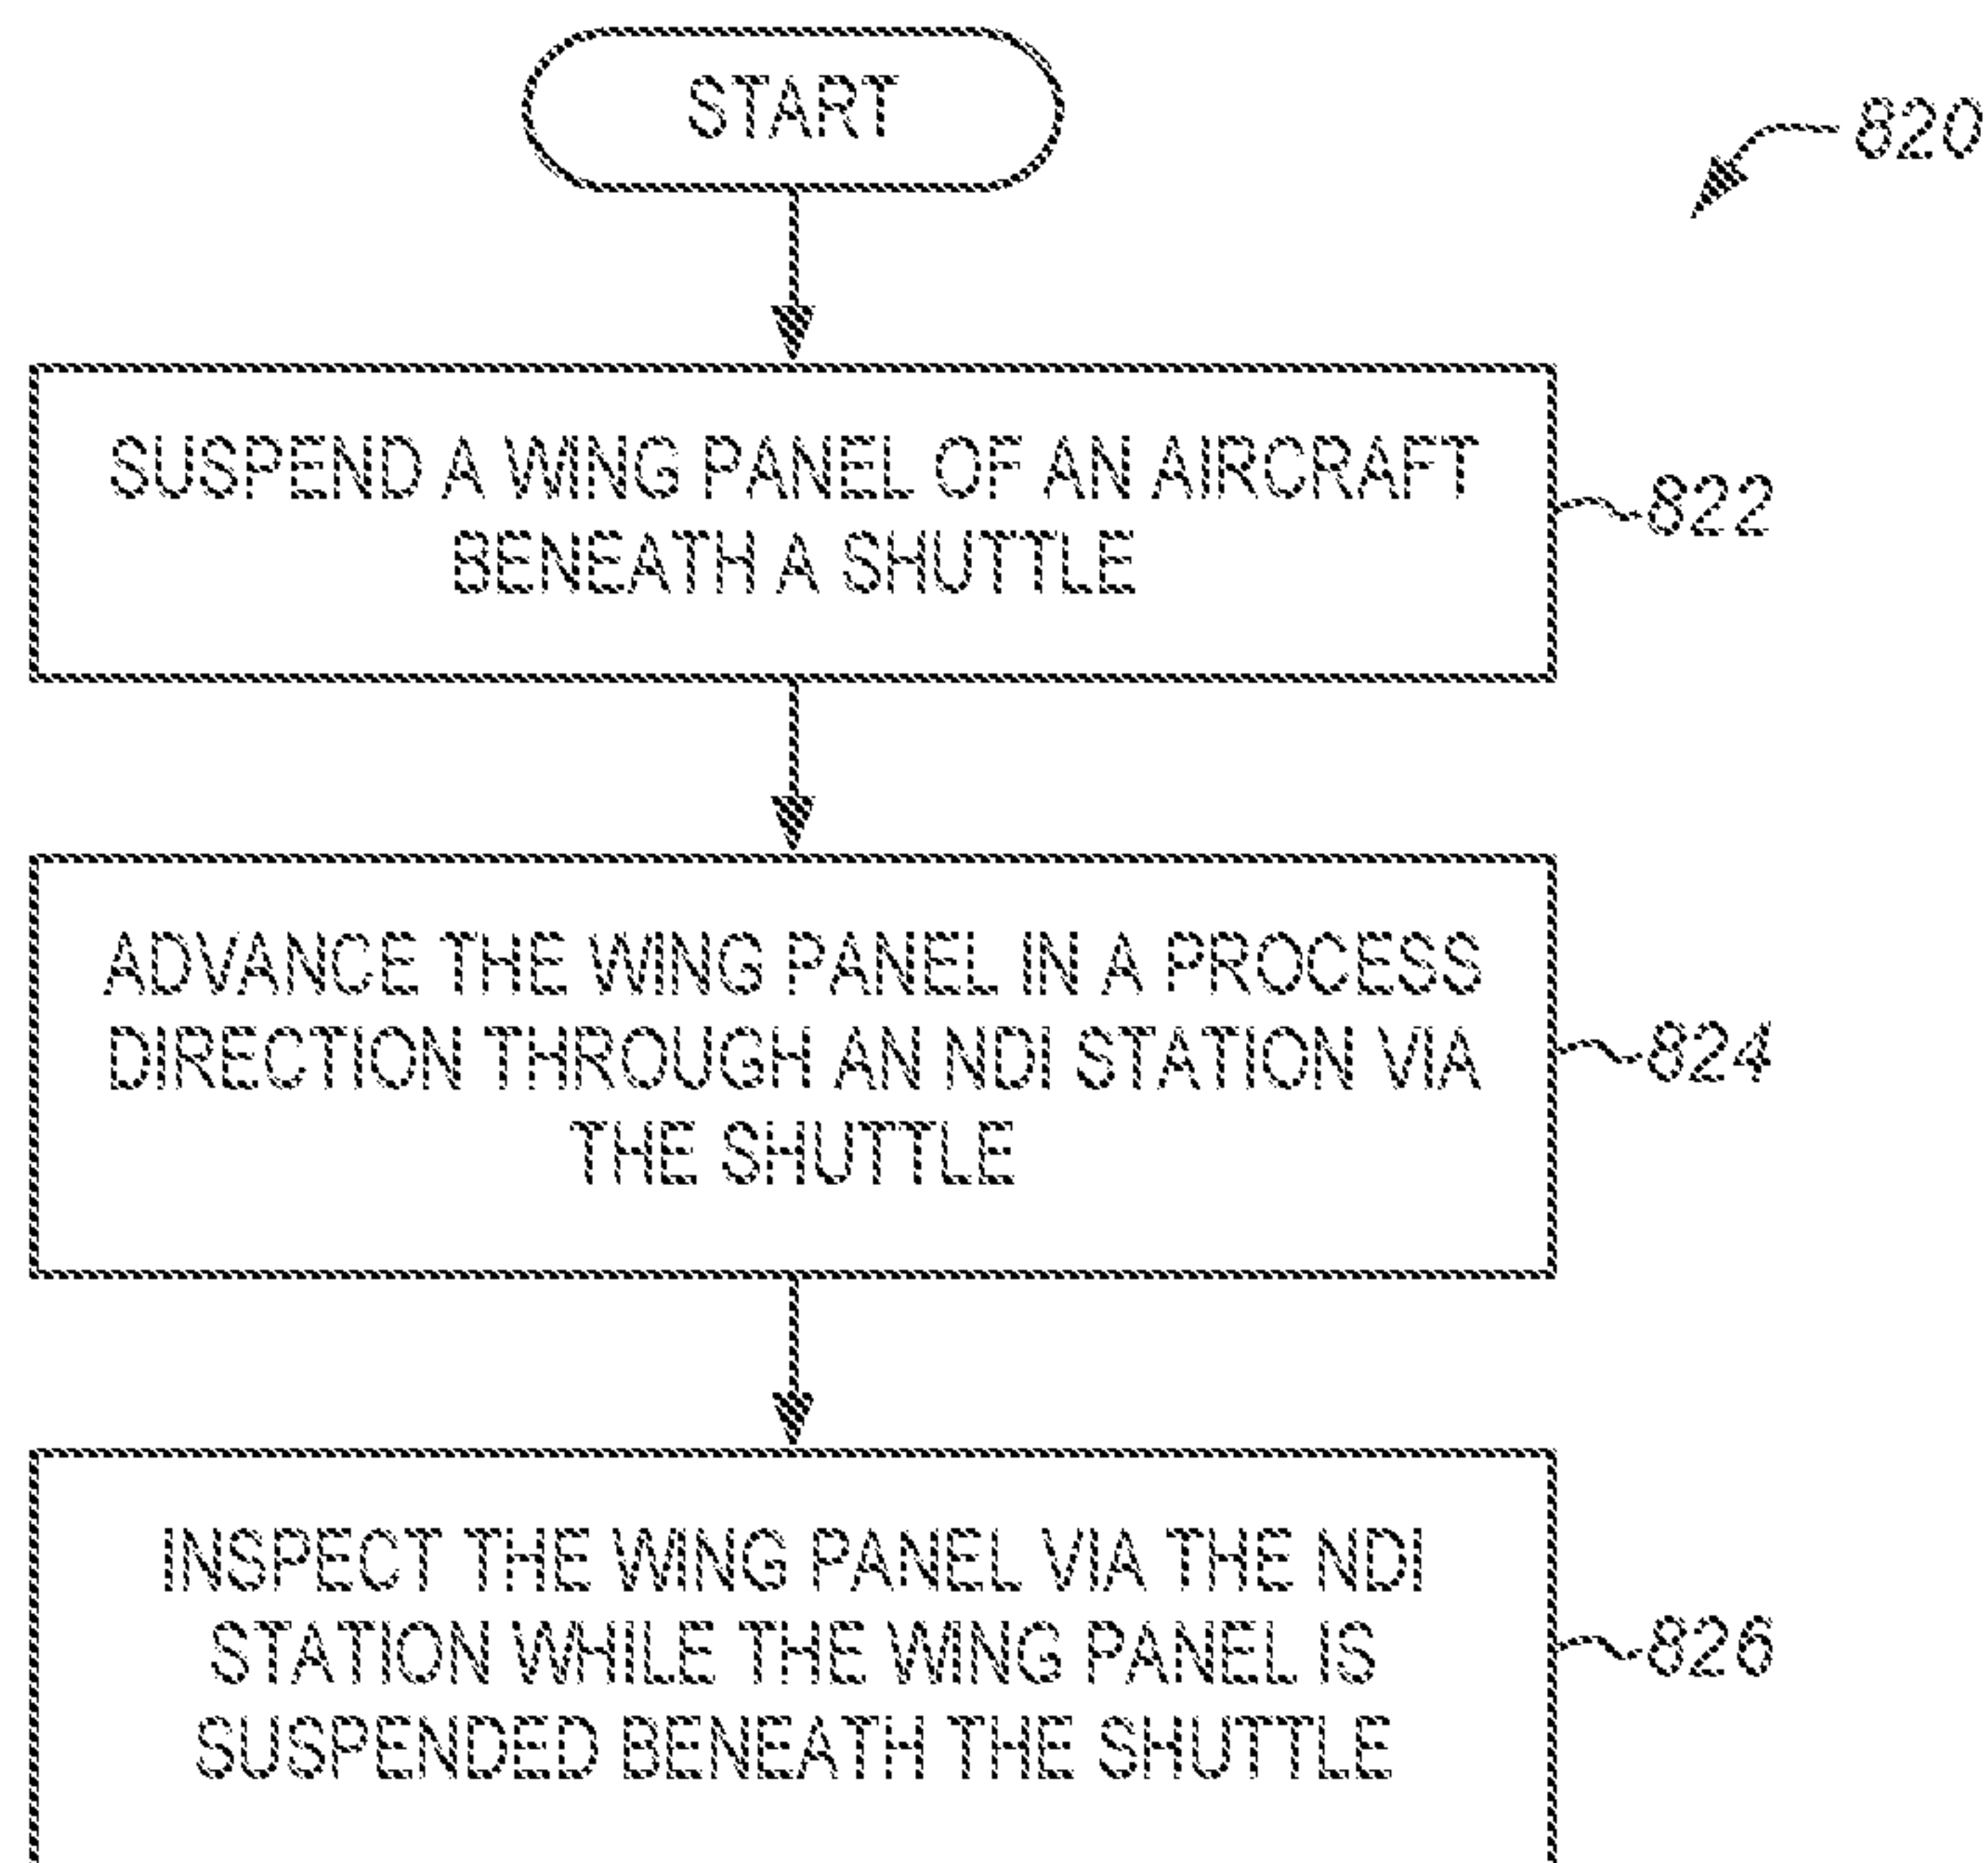 START
820
SUSPEND A WING PANEL OF AN AIRCRAFT
BENEATH A SHUTTLE
822
ADVANCE THE WING PANEL IN A PROCESS
DIRECTION THROUGH AN NDI STATION VIA
THE SHUTTLE
824
INSPECT THE WING PANEL VIA THE NDI
STATION WHILE THE WING PANEL IS
SUSPENDED BENEATH THE SHUTTLE
826